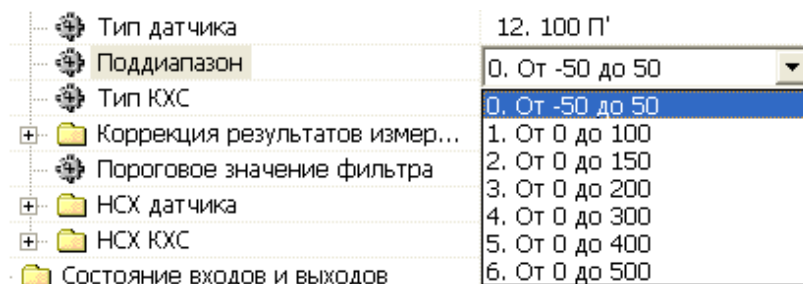 Тип датчика 12. 100 П'
Поддиапазон 0. От -50 до 50
Тип КХС 0. От -50 до 50
Коррекция результатов измер... 1. От 0 до 100
2. От 0 до 150
Пороговое значение фильтра 3. От 0 до 200
НСХ датчика 4. От 0 до 300
НСХ КХС 5. От 0 до 400
Состояние входов и выходов 6. От 0 до 500